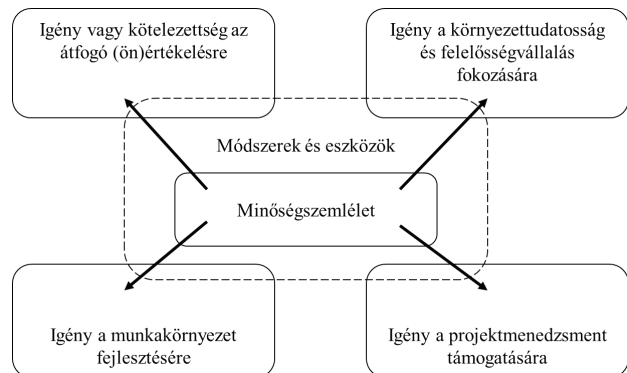 Igény vagy kötelezettség az
átfogó (ön)értékelésre
Igény a környezettudatosság
és felelősségvállalás
fokozására
Módszerek és eszközök
Minőségszemlélet
Igény a munkakörnyezet
fejlesztésére
Igény a projektmenedzsment
támogatására